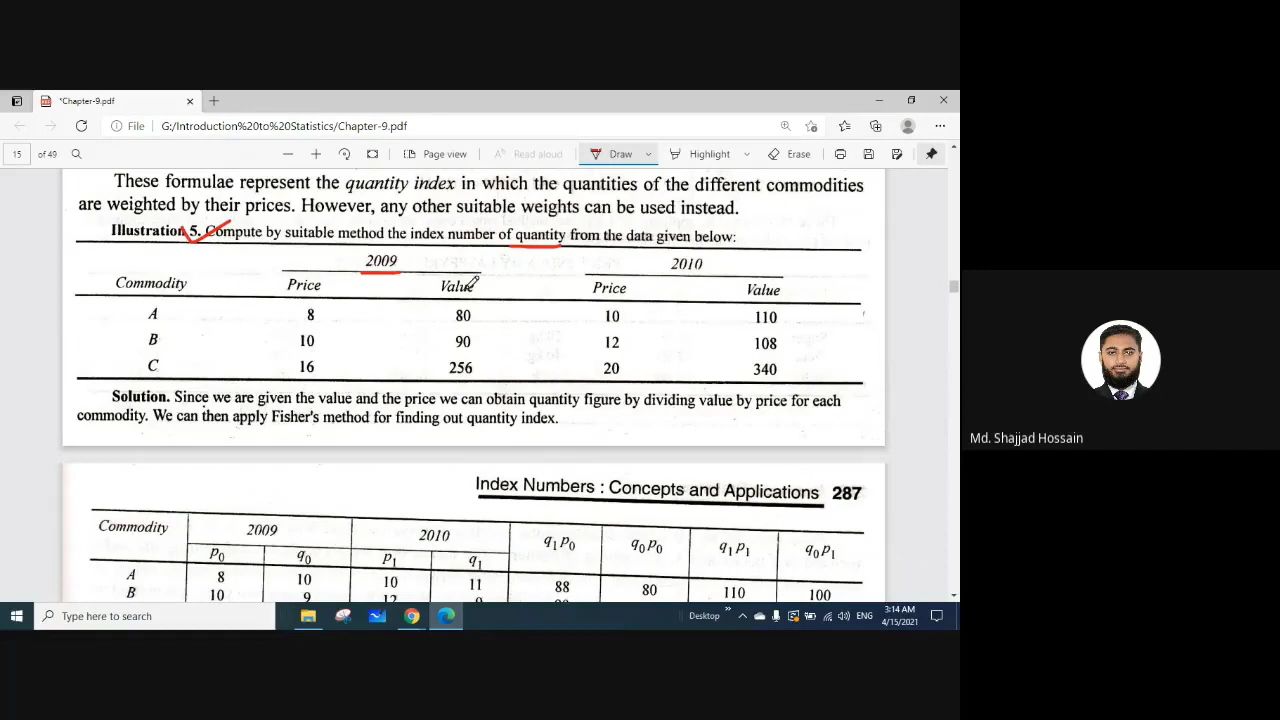 *Chapter-9.pdf
File G:/Introduction%20to%20Statistics/Chapter-9.pdf
15 of 49 Page view Read aloud Draw Highlight Erase
These formulae represent the quantity index in which the quantities of the different commodities
are weighted by their prices. However, any other suitable weights can be used instead.
Illustration 5. Compute by suitable method the index number of quantity from the data given below:
2009 2010
Commodity Price Value Price Value
A 8 80 10 110
B 10 90 12 108
C 16 256 20 340
Solution. Since we are given the value and the price we can obtain quantity figure by dividing value by price for each
commodity. We can then apply Fisher's method for finding out quantity index.
Index Numbers : Concepts and Applications 287
Commodity 2009 2010 q1p0 q0p0 q1p1 q0p1
p0 q0 p1 q1
A 8 10 10 11 88 80 110 100
B 10 9 12
Md. Shajjad Hossain
Type here to search Desktop ENG 3:14 AM
4/15/2021